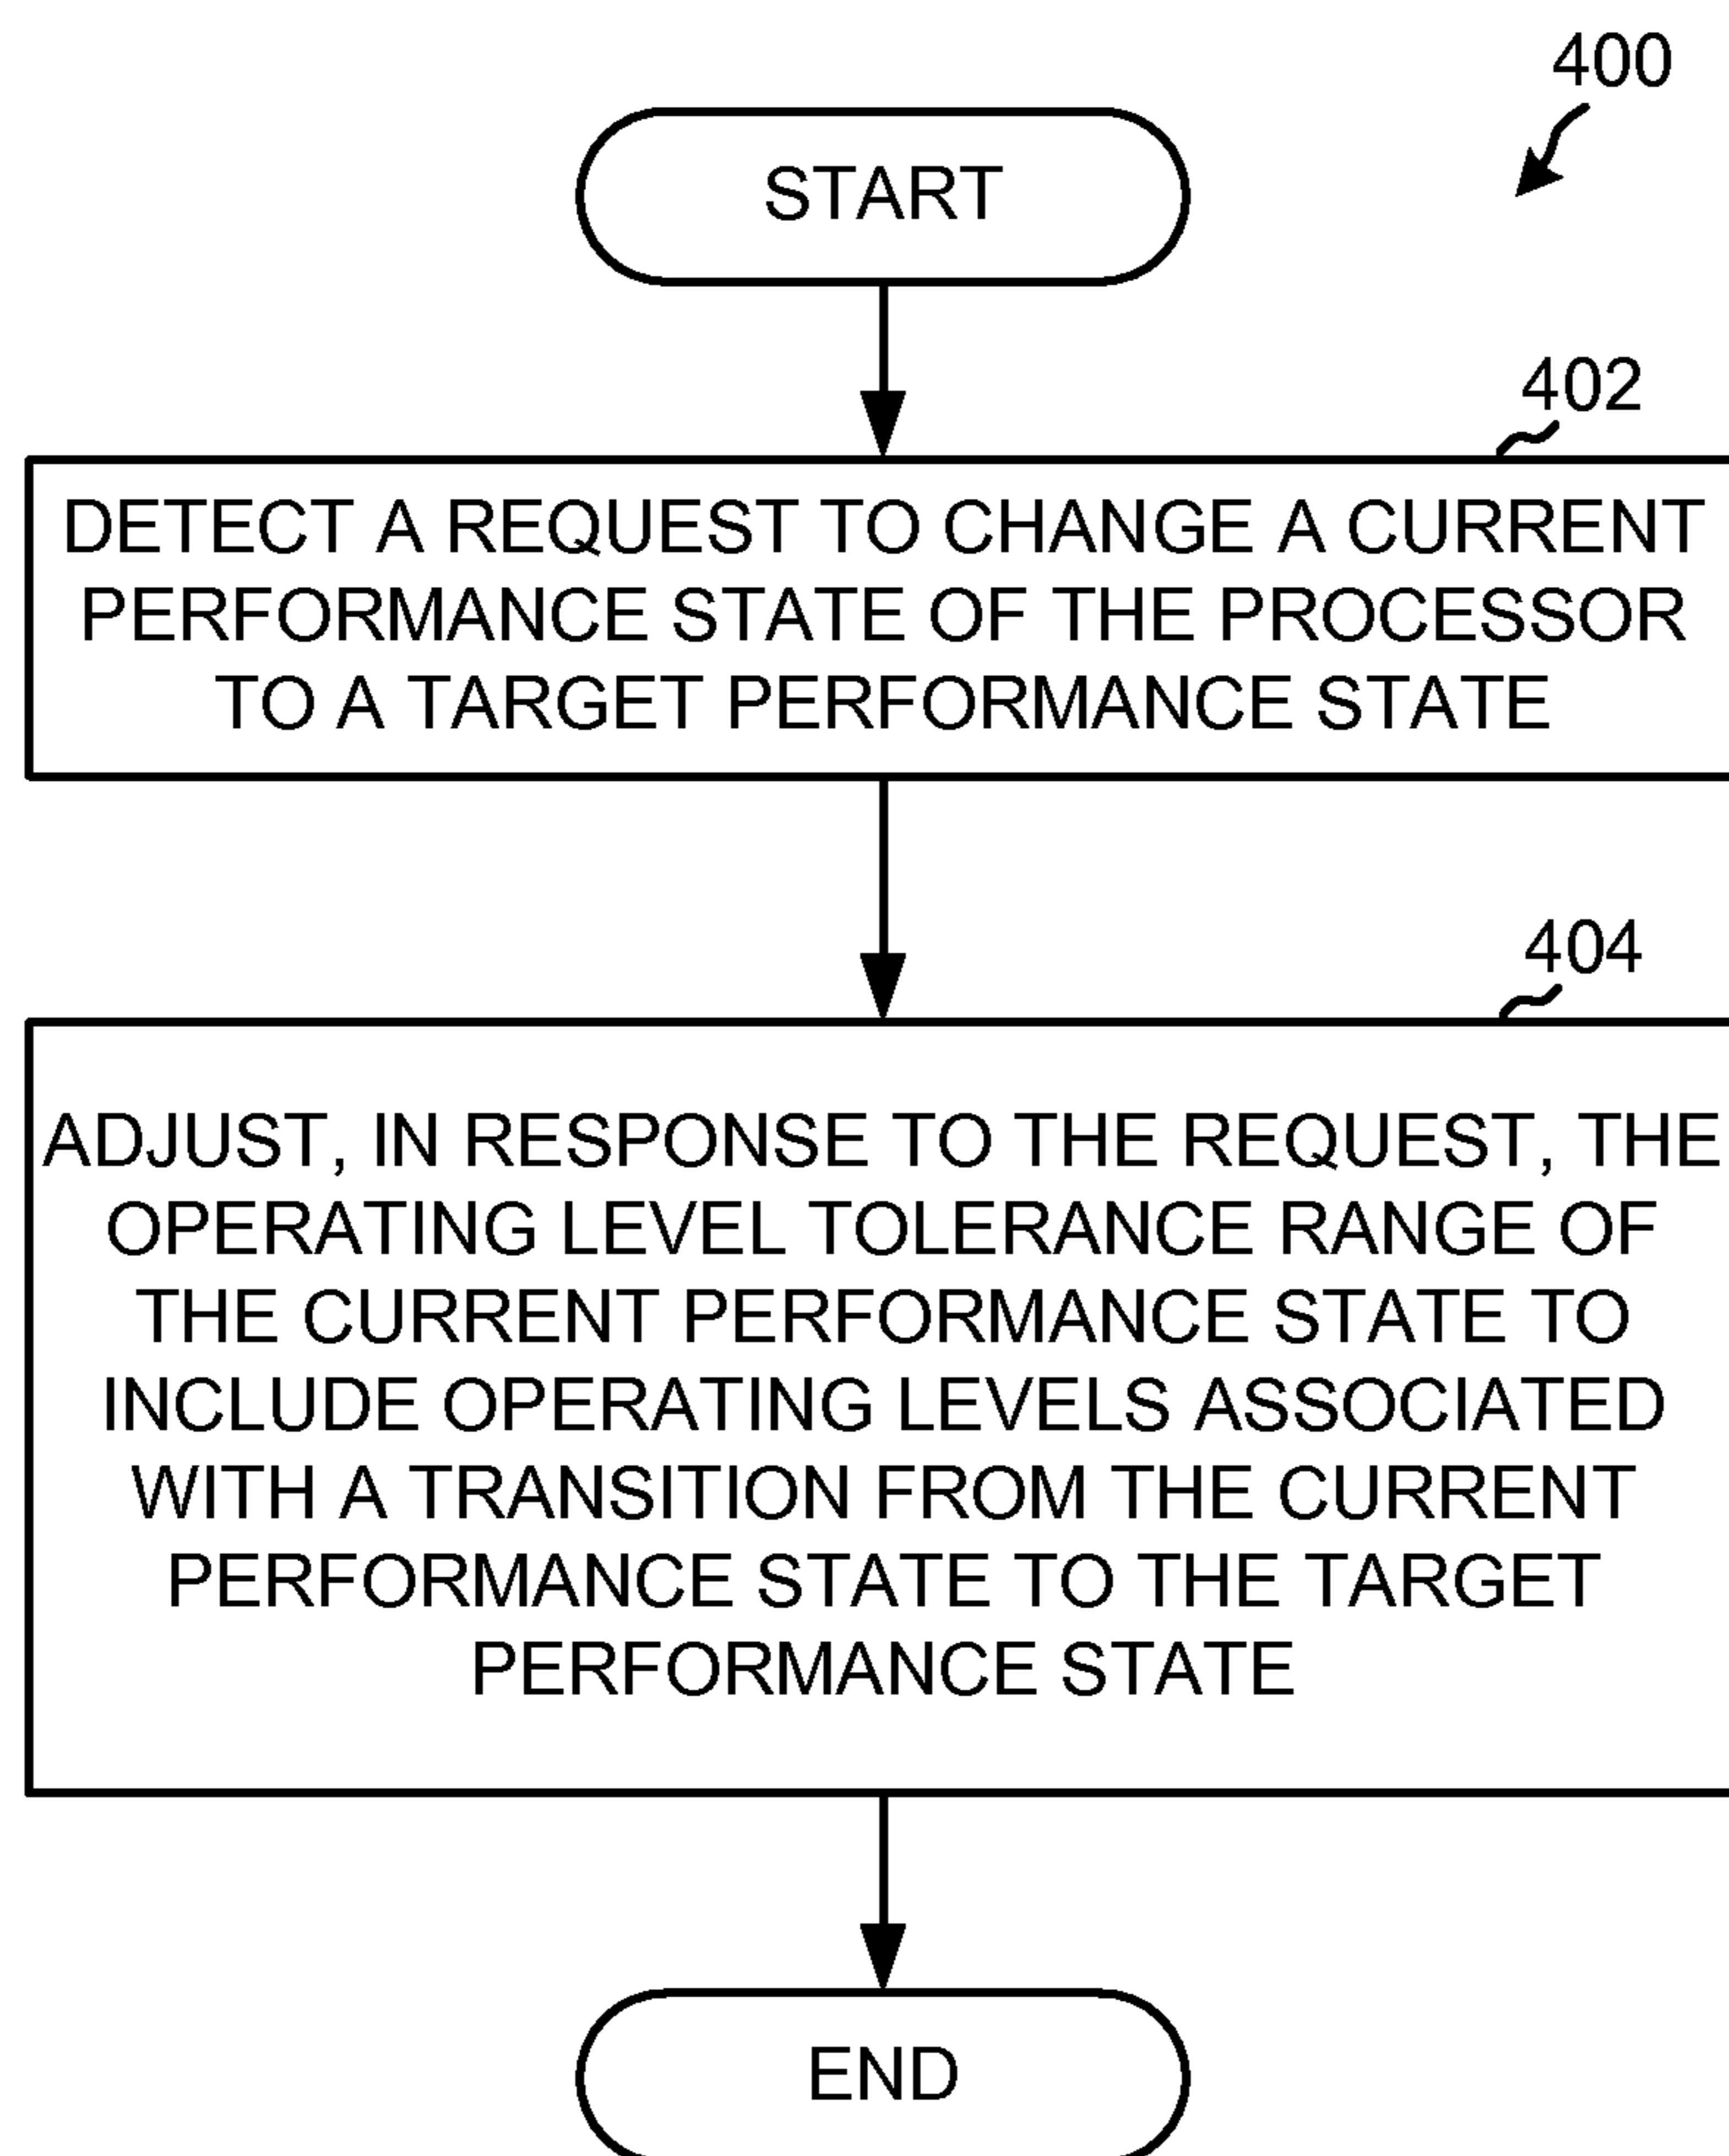 400
START
402
DETECT A REQUEST TO CHANGE A CURRENT
PERFORMANCE STATE OF THE PROCESSOR
TO A TARGET PERFORMANCE STATE
404
ADJUST, IN RESPONSE TO THE REQUEST, THE
OPERATING LEVEL TOLERANCE RANGE OF
THE CURRENT PERFORMANCE STATE TO
INCLUDE OPERATING LEVELS ASSOCIATED
WITH A TRANSITION FROM THE CURRENT
PERFORMANCE STATE TO THE TARGET
PERFORMANCE STATE
END